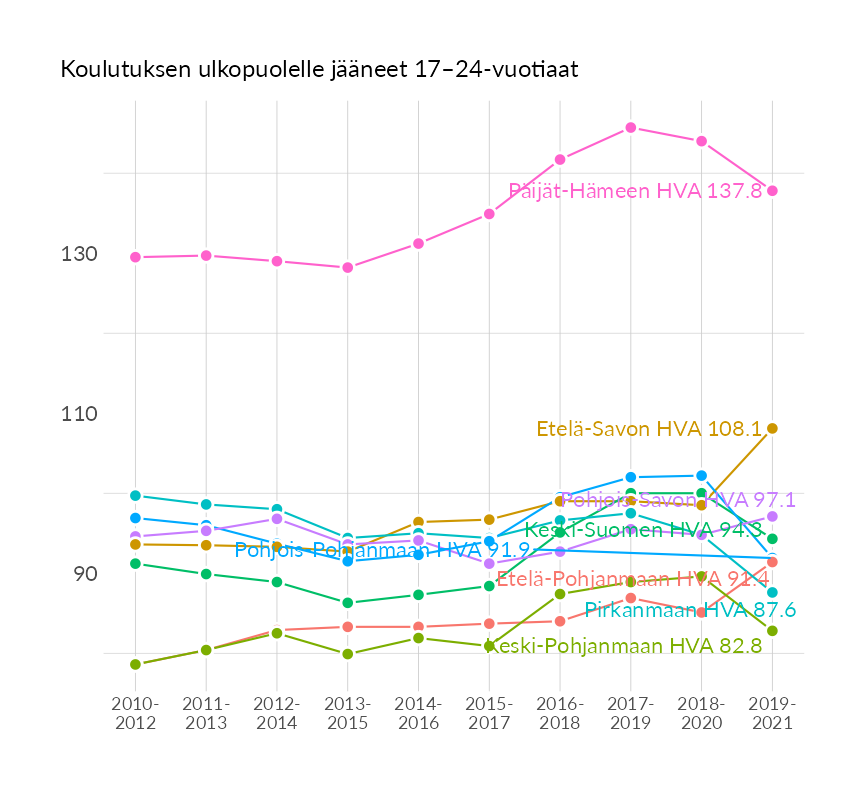 Koulutuksen ulkopuolelle jääneet 17–24-vuotiaat
Päijät-Hämeen HVA 137.8
130
110
Etelä-Savon HVA 108.1
Pohjois-Savon HVA 97.1
Keski-Suomen HVA 94.3
Pohjois-Pohjanmaan HVA 91.9
90
Etelä-Pohjanmaan HVA 91.4
Pirkanmaan HVA 87.6
Keski-Pohjanmaan HVA 82.8
2010- 2011- 2012- 2013- 2014- 2015- 2016- 2017- 2018- 2019-
2012 2013 2014 2015 2016 2017 2018 2019 2020 2021